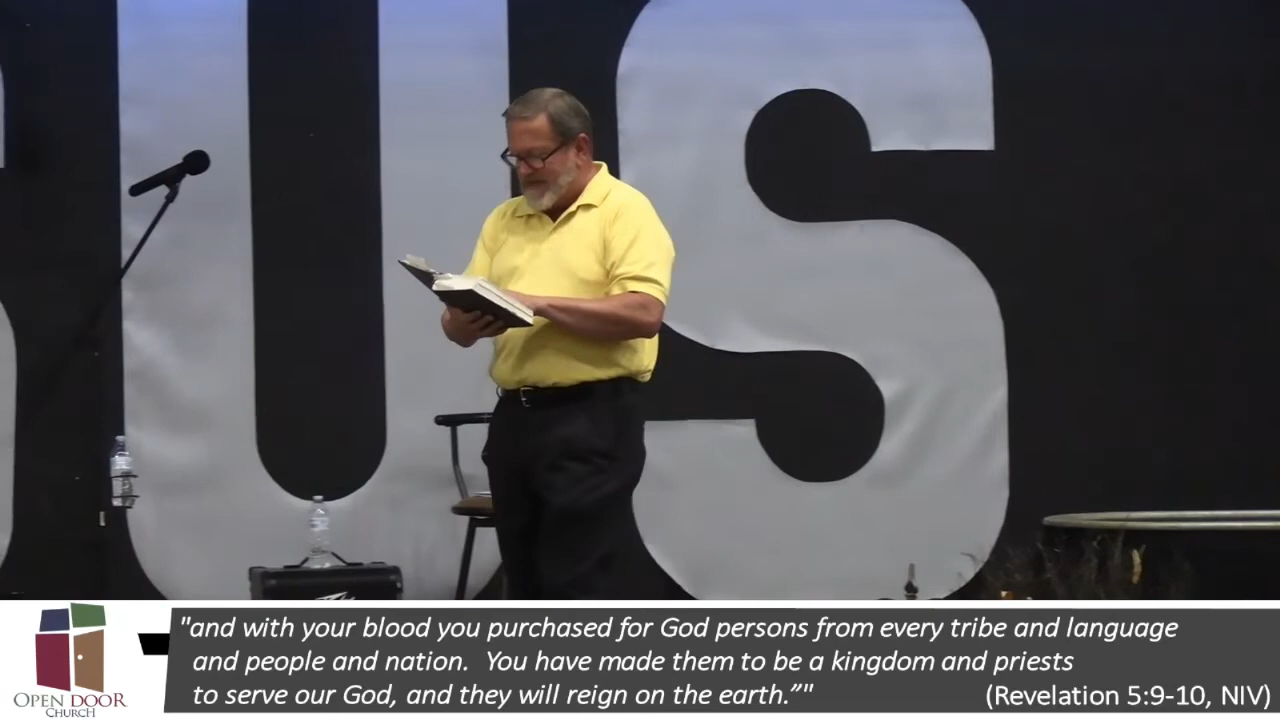 US
"and with your blood you purchased for God persons from every tribe and language
and people and nation. You have made them to be a kingdom and priests
to serve our God, and they will reign on the earth.”"
(Revelation 5:9-10, NIV)
OPEN DOOR
CHURCH